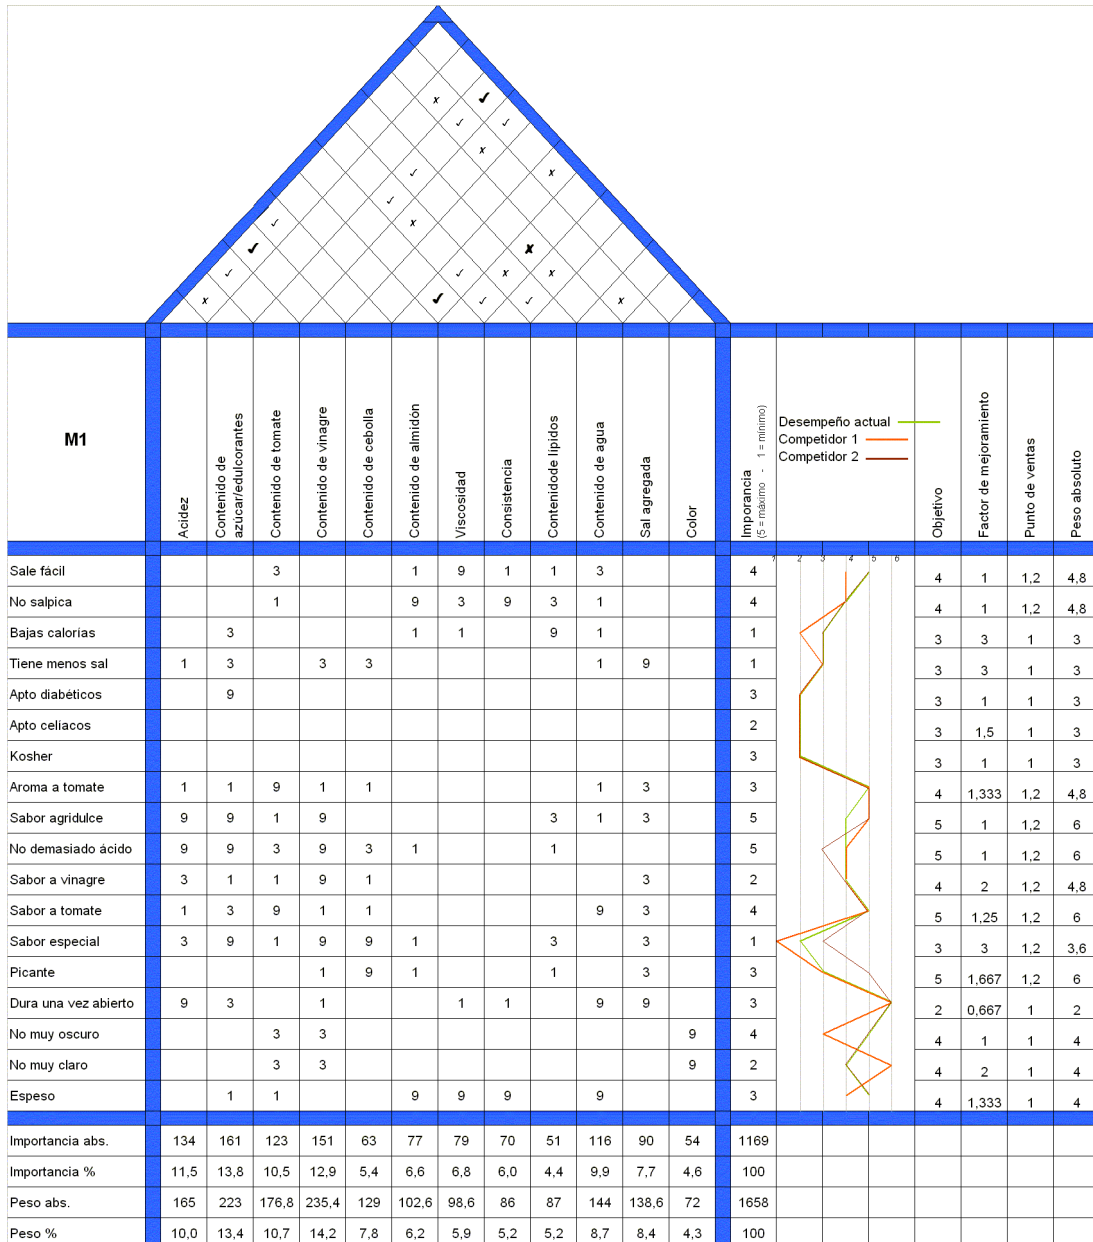 M1
Acidez
Contenido de
azúcar/edulcorantes
Contenido de tomate
Contenido de vinagre
Contenido de cebolla
Contenido de almidón
Viscosidad
Consistencia
Contenidode lípidos
Contenido de agua
Sal agregada
Color
Imporancia
(5 = máximo - 1 = mínimo)
Desempeño actual
Competidor 1
Competidor 2
Objetivo
Factor de mejoramiento
Punto de ventas
Peso absoluto
1 2 3 4 5 6
Sale fácil 3 1 9 1 1 3 4 4 1 1,2 4,8
No salpica 1 9 3 9 3 1 4 4 1 1,2 4,8
Bajas calorías 3 1 1 9 1 1 3 3 1 3
Tiene menos sal 1 3 3 3 1 9 1 3 3 1 3
Apto diabéticos 9 3 3 1 1 3
Apto celíacos 2 3 1,5 1 3
Kosher 3 3 1 1 3
Aroma a tomate 1 1 9 1 1 1 3 3 4 1,333 1,2 4,8
Sabor agridulce 9 9 1 9 3 1 3 5 5 1 1,2 6
No demasiado ácido 9 9 3 9 3 1 1 5 5 1 1,2 6
Sabor a vinagre 3 1 1 9 1 3 2 4 2 1,2 4,8
Sabor a tomate 1 3 9 1 1 9 3 4 5 1,25 1,2 6
Sabor especial 3 9 1 9 9 1 3 3 1 3 3 1,2 3,6
Picante 1 9 1 1 3 3 5 1,667 1,2 6
Dura una vez abierto 9 3 1 1 1 9 9 3 2 0,667 1 2
No muy oscuro 3 3 9 4 4 1 1 4
No muy claro 3 3 9 2 4 2 1 4
Espeso 1 1 9 9 9 9 3 4 1,333 1 4
Importancia abs. 134 161 123 151 63 77 79 70 51 116 90 54 1169
Importancia % 11,5 13,8 10,5 12,9 5,4 6,6 6,8 6,0 4,4 9,9 7,7 4,6 100
Peso abs. 165 223 176,8 235,4 129 102,6 98,6 86 87 144 138,6 72 1658
Peso % 10,0 13,4 10,7 14,2 7,8 6,2 5,9 5,2 5,2 8,7 8,4 4,3 100